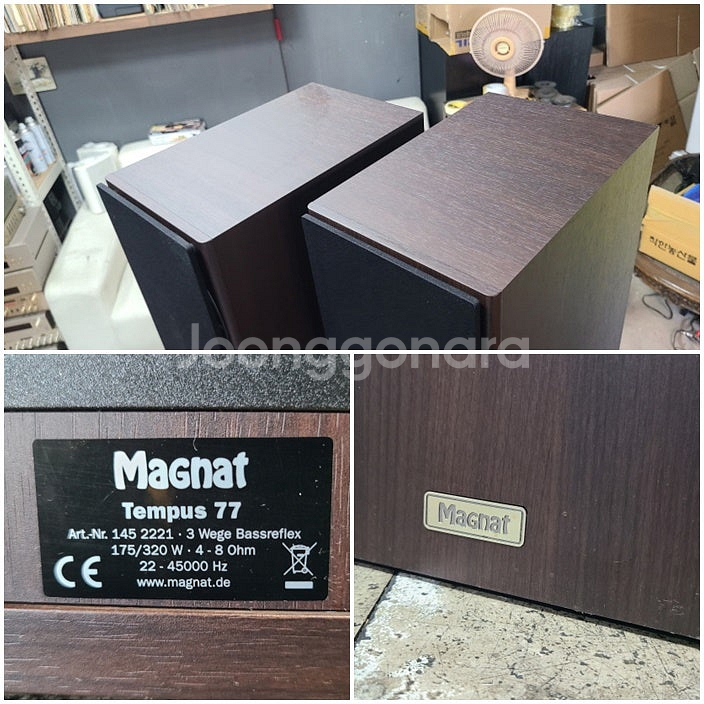 Joonggonara
Magnat
Tempus 77
Art.-Nr. 145 2221 · 3 Wege Bassreflex
175/320 W · 4 - 8 Ohm
22 - 45000 Hz
www.magnat.de
CE
Magnat